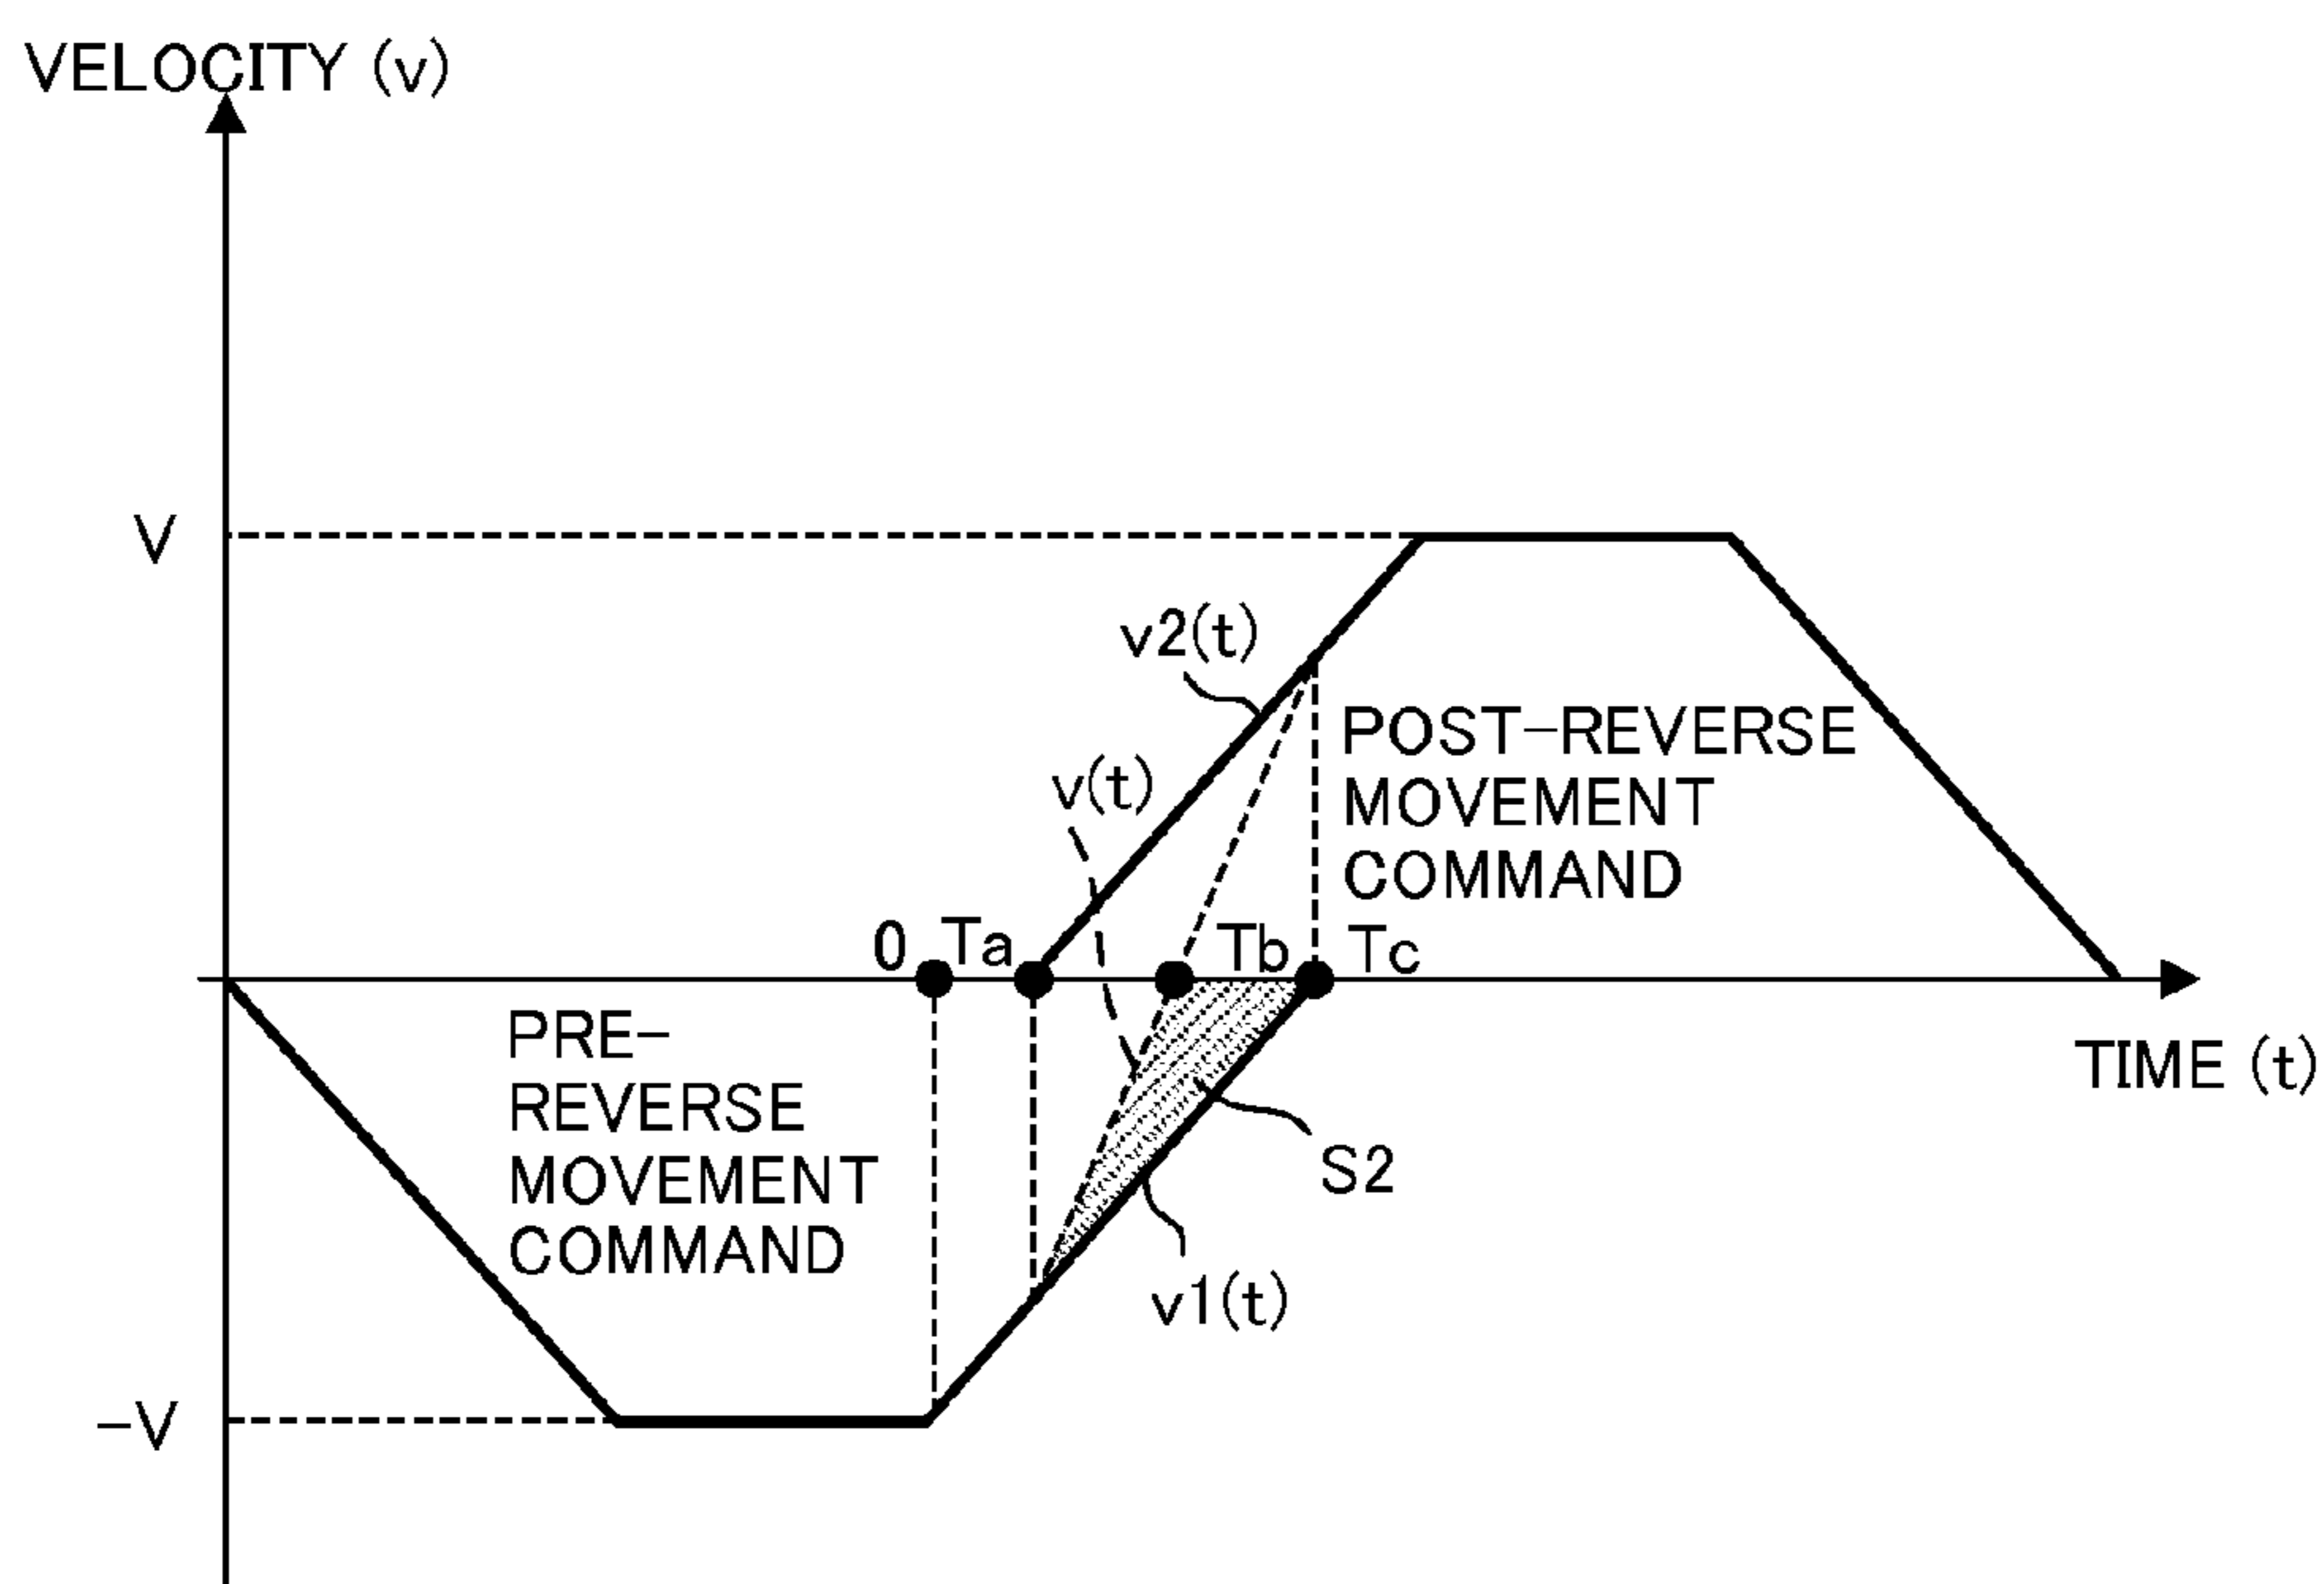 VELOCITY (v)
V
v2(t)
POST-REVERSE
MOVEMENT
COMMAND
v(t)
0 Ta Tb Tc
PRE-
REVERSE
MOVEMENT
COMMAND
TIME (t)
S2
v1(t)
-V